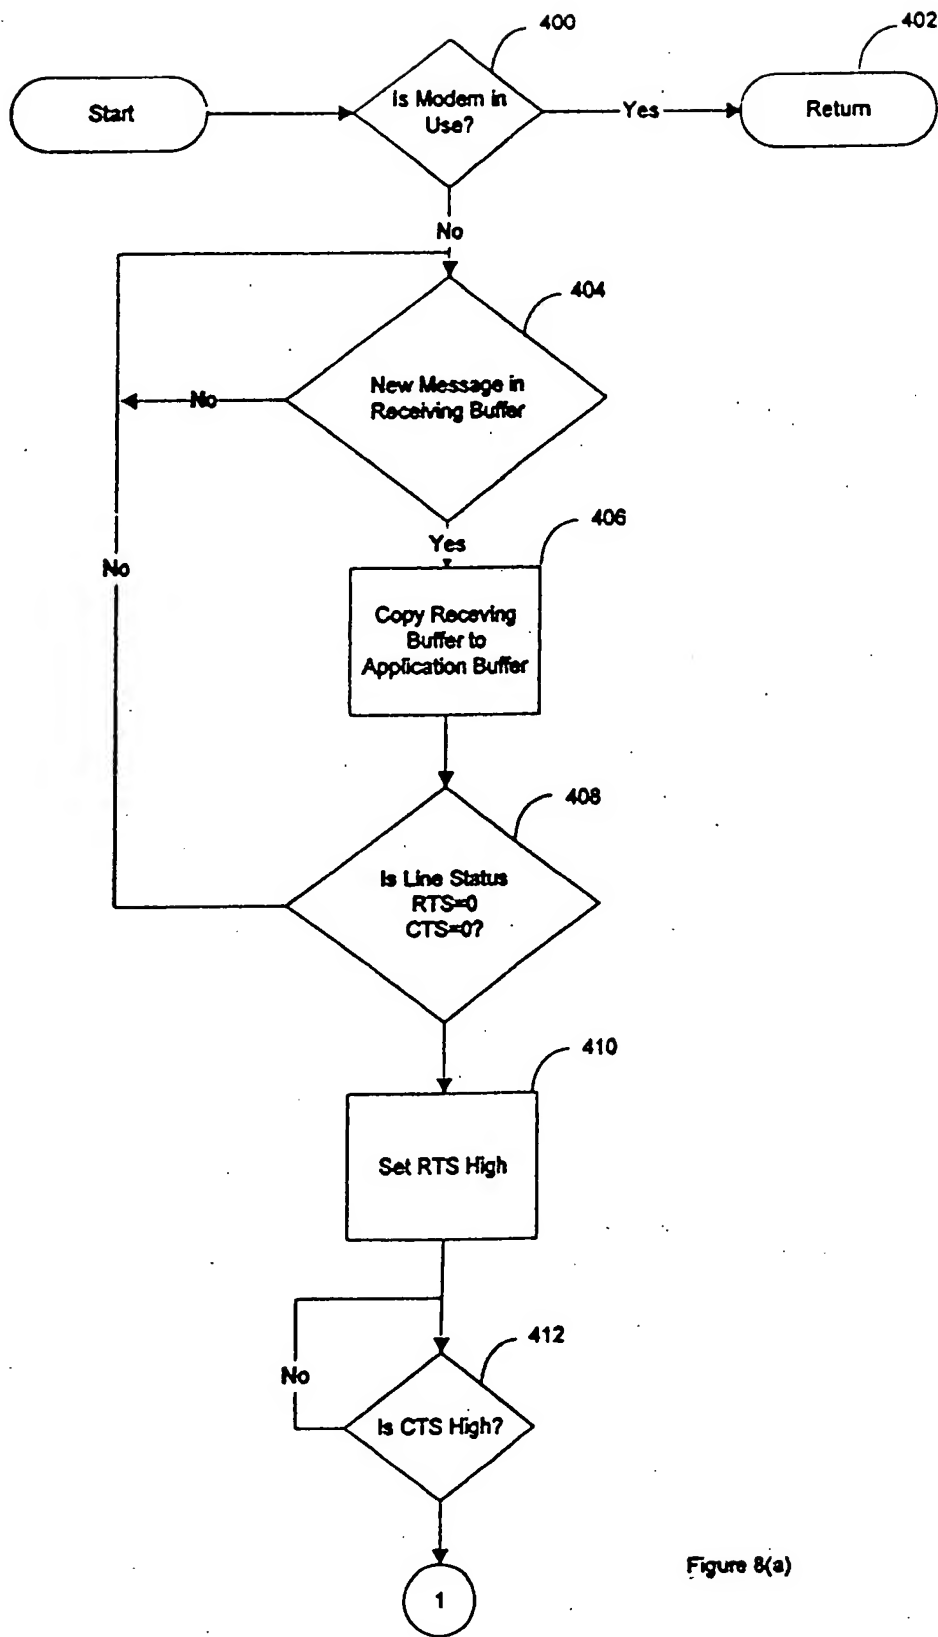 400
402
Start
Is Modem in
Use?
Yes
Return
No
404
New Message in
Receiving Buffer
No
406
Yes
No
Copy Receving
Buffer to
Application Buffer
408
Is Line Status
RTS=0
CTS=0?
410
Set RTS High
412
No
Is CTS High?
1
Figure 8(a)